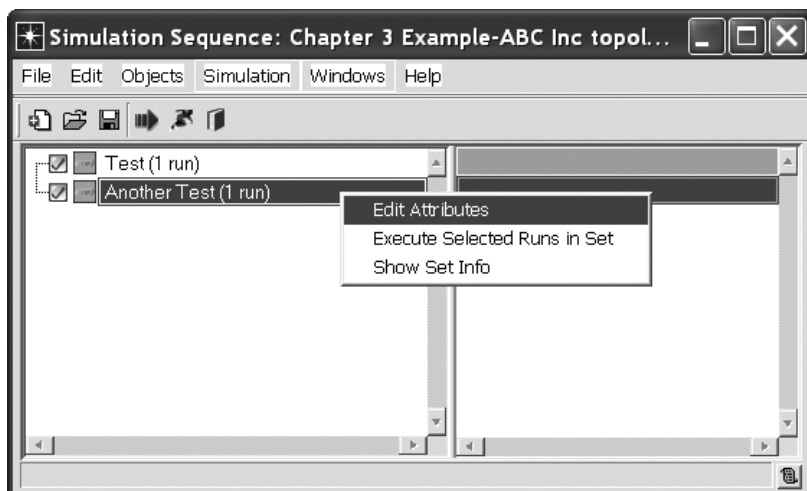 Simulation Sequence: Chapter 3 Example-ABC Inc topol...
File Edit Objects Simulation Windows Help
Test (1 run)
Another Test (1 run)
Edit Attributes
Execute Selected Runs in Set
Show Set Info